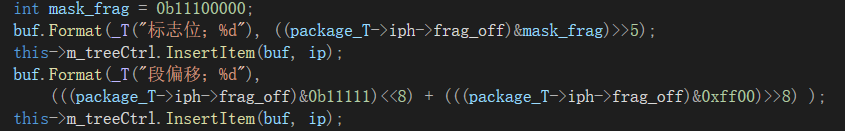 int mask_frag = 0b11100000;
buf.Format(_T("标志位；%d"), ((package_T->iph->frag_off)&mask_frag)>>5);
this->m_treeCtrl.InsertItem(buf, ip);
buf.Format(_T("段偏移；%d"),
(((package_T->iph->frag_off)&0b11111)<<8) + (((package_T->iph->frag_off)&0xff00)>>8) );
this->m_treeCtrl.InsertItem(buf, ip);